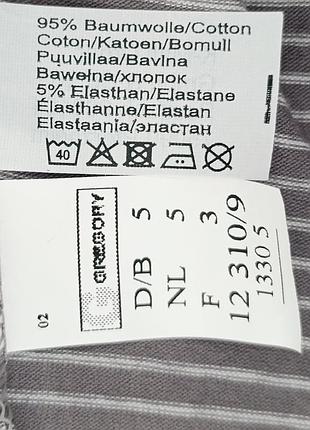 95% Baumwolle/Cotton
Coton/Katoen/Bomull
Puuvillaa/Bavlna
Bawełna/хлопок
5% Elasthan/Elastane
Élasthanne/Elastan
Elastaania/эластан
40
GREGORY
D/B 5
NL 5
F 3
12 310/9
1330 5
02